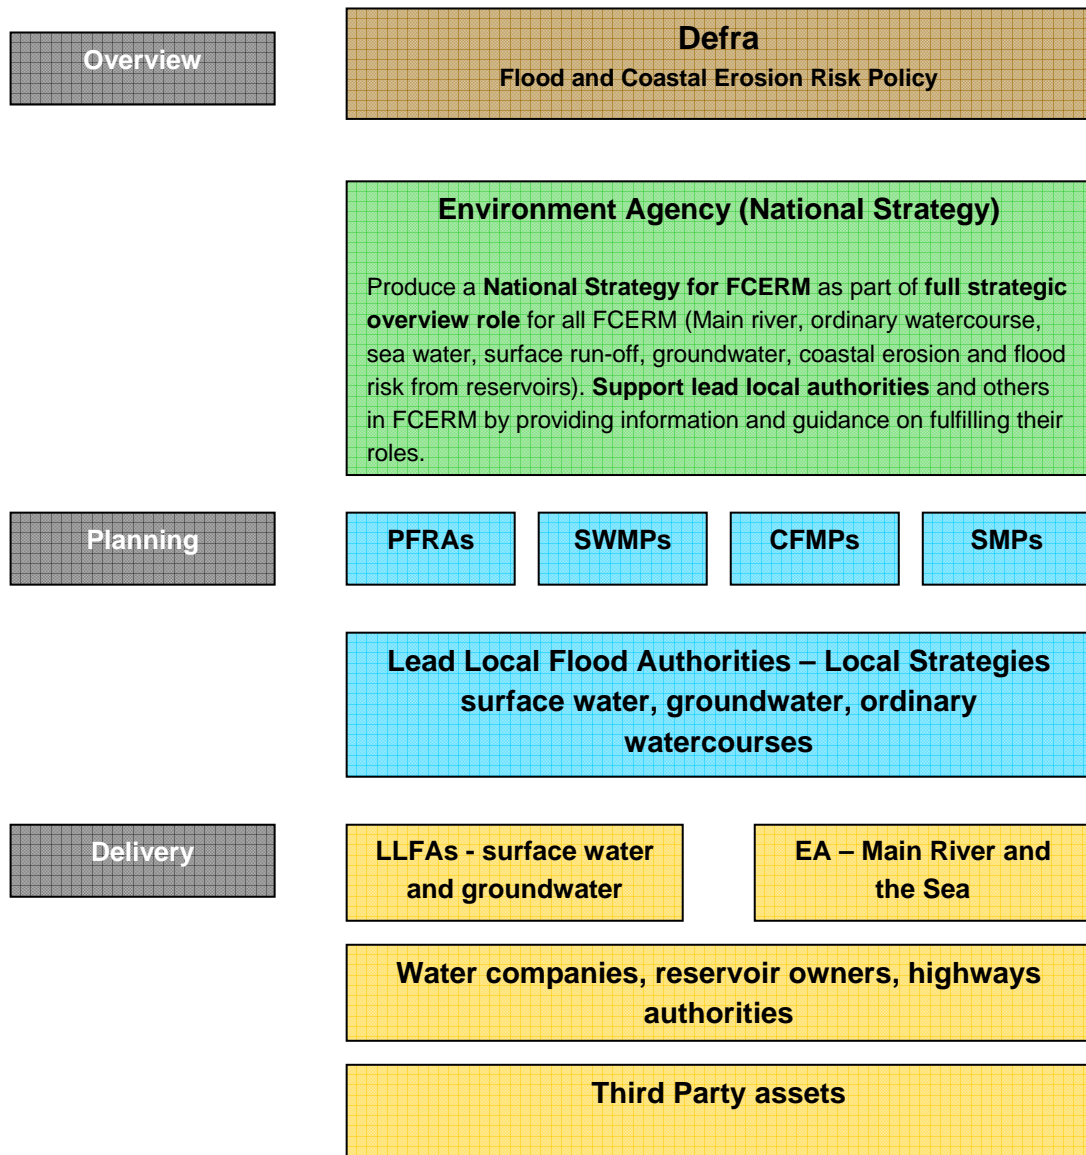 Overview
Defra
Flood and Coastal Erosion Risk Policy
Environment Agency (National Strategy)
Produce a National Strategy for FCERM as part of full strategic
overview role for all FCERM (Main river, ordinary watercourse,
sea water, surface run-off, groundwater, coastal erosion and flood
risk from reservoirs). Support lead local authorities and others
in FCERM by providing information and guidance on fulfilling their
roles.
Planning
PFRAs
SWMPs
CFMPs
SMPs
Lead Local Flood Authorities – Local Strategies
surface water, groundwater, ordinary
watercourses
Delivery
LLFAs - surface water
and groundwater
EA – Main River and
the Sea
Water companies, reservoir owners, highways
authorities
Third Party assets